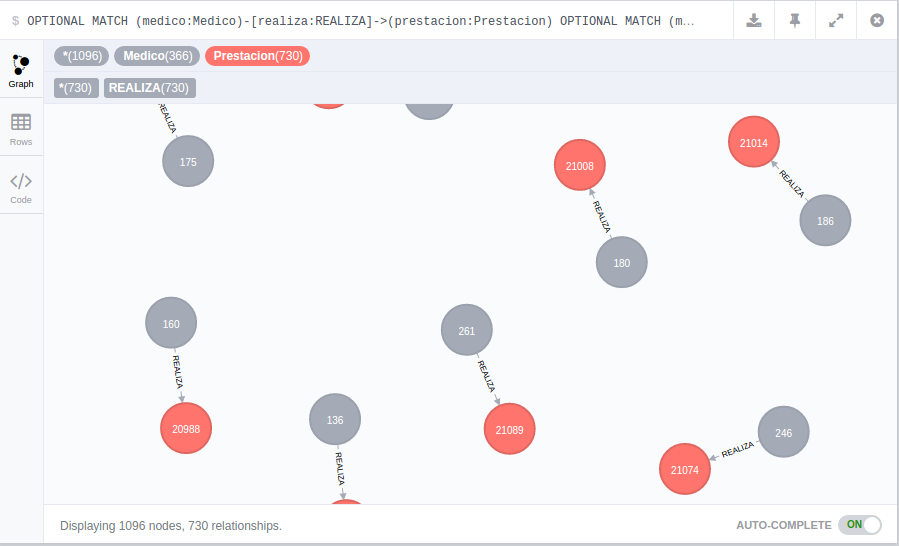 $ OPTIONAL MATCH (medico:Medico)-[realiza:REALIZA]->(prestacion:Prestacion) OPTIONAL MATCH (m…
*(1096) Medico(366) Prestacion(730)
Graph
*(730) REALIZA(730)
REALIZA
175
21008
21014
Rows
REALIZA
REALIZA
186
Code
180
160
261
REALIZA
REALIZA
136
246
20988
21089
REALIZA
REALIZA
21074
Displaying 1096 nodes, 730 relationships.
AUTO-COMPLETE ON